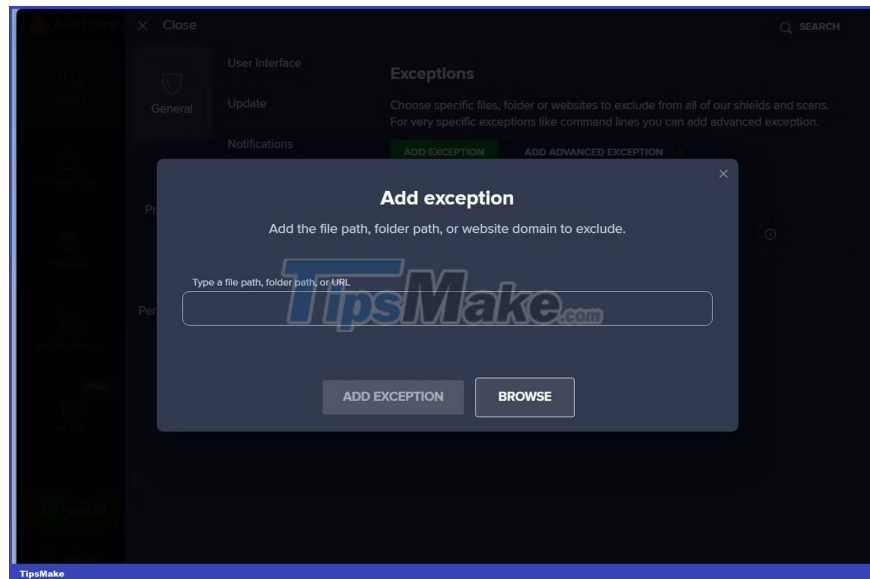 Close
SEARCH
User Interface
General
Update
Notifications
Exceptions
Choose specific files, folder or websites to exclude from all of our shields and scans.
For very specific exceptions like command lines you can add advanced exception.
ADD EXCEPTION
ADD ADVANCED EXCEPTION
Add exception
Add the file path, folder path, or website domain to exclude.
Type a file path, folder path, or URL
TipsMake.com
ADD EXCEPTION
BROWSE
TipsMake